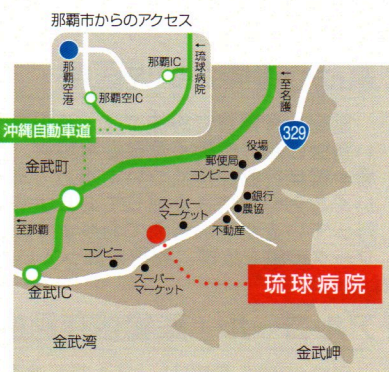 那覇市からのアクセス
那覇空港
那覇IC
那覇空IC
←琉球病院
沖縄自動車道
←至名護
329
金武町
役場
郵便局
コンビニ
銀行
農協
スーパー
マーケット
不動産
←至那覇
コンビニ
スーパー
マーケット
金武IC
琉球病院
金武湾
金武岬